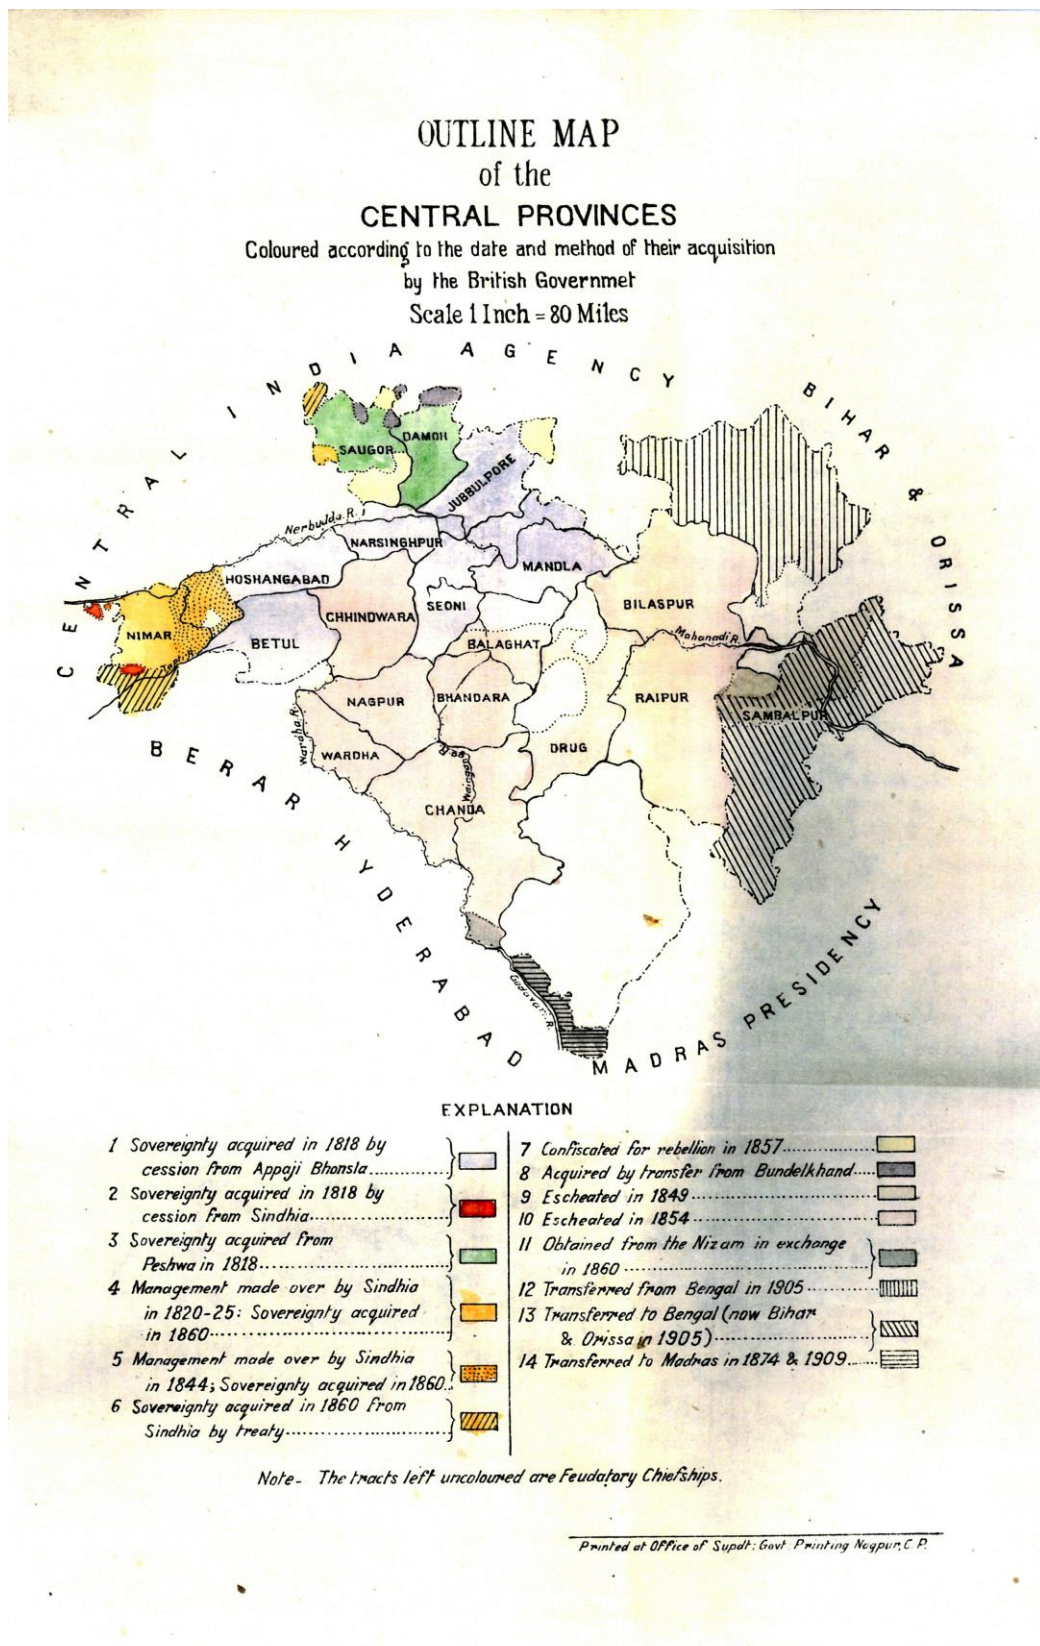 OUTLINE MAP
of the
CENTRAL PROVINCES
Coloured according to the date and method of their acquisition
by the British Governmet
Scale 1 Inch = 80 Miles
CENTRAL INDIA AGENCY
BIHAR & ORISSA
SAUGOR
DAMOH
JUBBULPORE
Nerbudda R.
NARSINGHPUR
HOSHANGABAD
MANDLA
CHHINDWARA
SEONI
BILASPUR
NIMAR
BETUL
BALAGHAT
Mahanadi R.
NAGPUR
BHANDARA
RAIPUR
SAMBALPUR
Wardha R.
WARDHA
DRUG
CHANDA
Godavari R.
BERAR
HYDERABAD
MADRAS PRESIDENCY
EXPLANATION
1 Sovereignty acquired in 1818 by
cession from Appaji Bhonsla
2 Sovereignty acquired in 1818 by
cession from Sindhia
3 Sovereignty acquired from
Peshwa in 1818
4 Management made over by Sindhia
in 1820-25: Sovereignty acquired
in 1860
5 Management made over by Sindhia
in 1844; Sovereignty acquired in 1860
6 Sovereignty acquired in 1860 from
Sindhia by treaty
7 Confiscated for rebellion in 1857
8 Acquired by transfer from Bundelkhand
9 Escheated in 1849
10 Escheated in 1854
11 Obtained from the Nizam in exchange
in 1860
12 Transferred from Bengal in 1905
13 Transferred to Bengal (now Bihar
& Orissa in 1905)
14 Transferred to Madras in 1874 & 1909
Note - The tracts left uncoloured are Feudatory Chiefships.
Printed at Office of Supdt: Govt: Printing Nagpur, C. P.